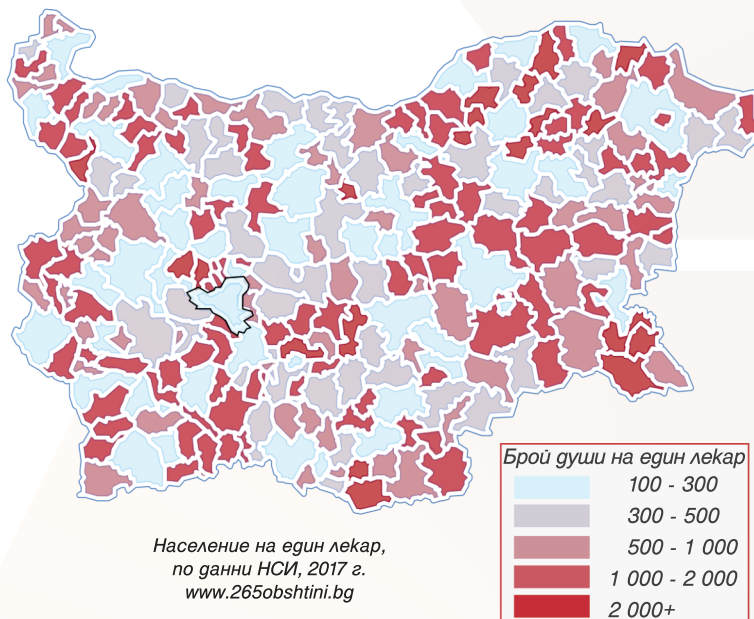 Брой души на един лекар
100 - 300
300 - 500
500 - 1 000
1 000 - 2 000
2 000+
Население на един лекар,
по данни НСИ, 2017 г.
www.265obshtini.bg